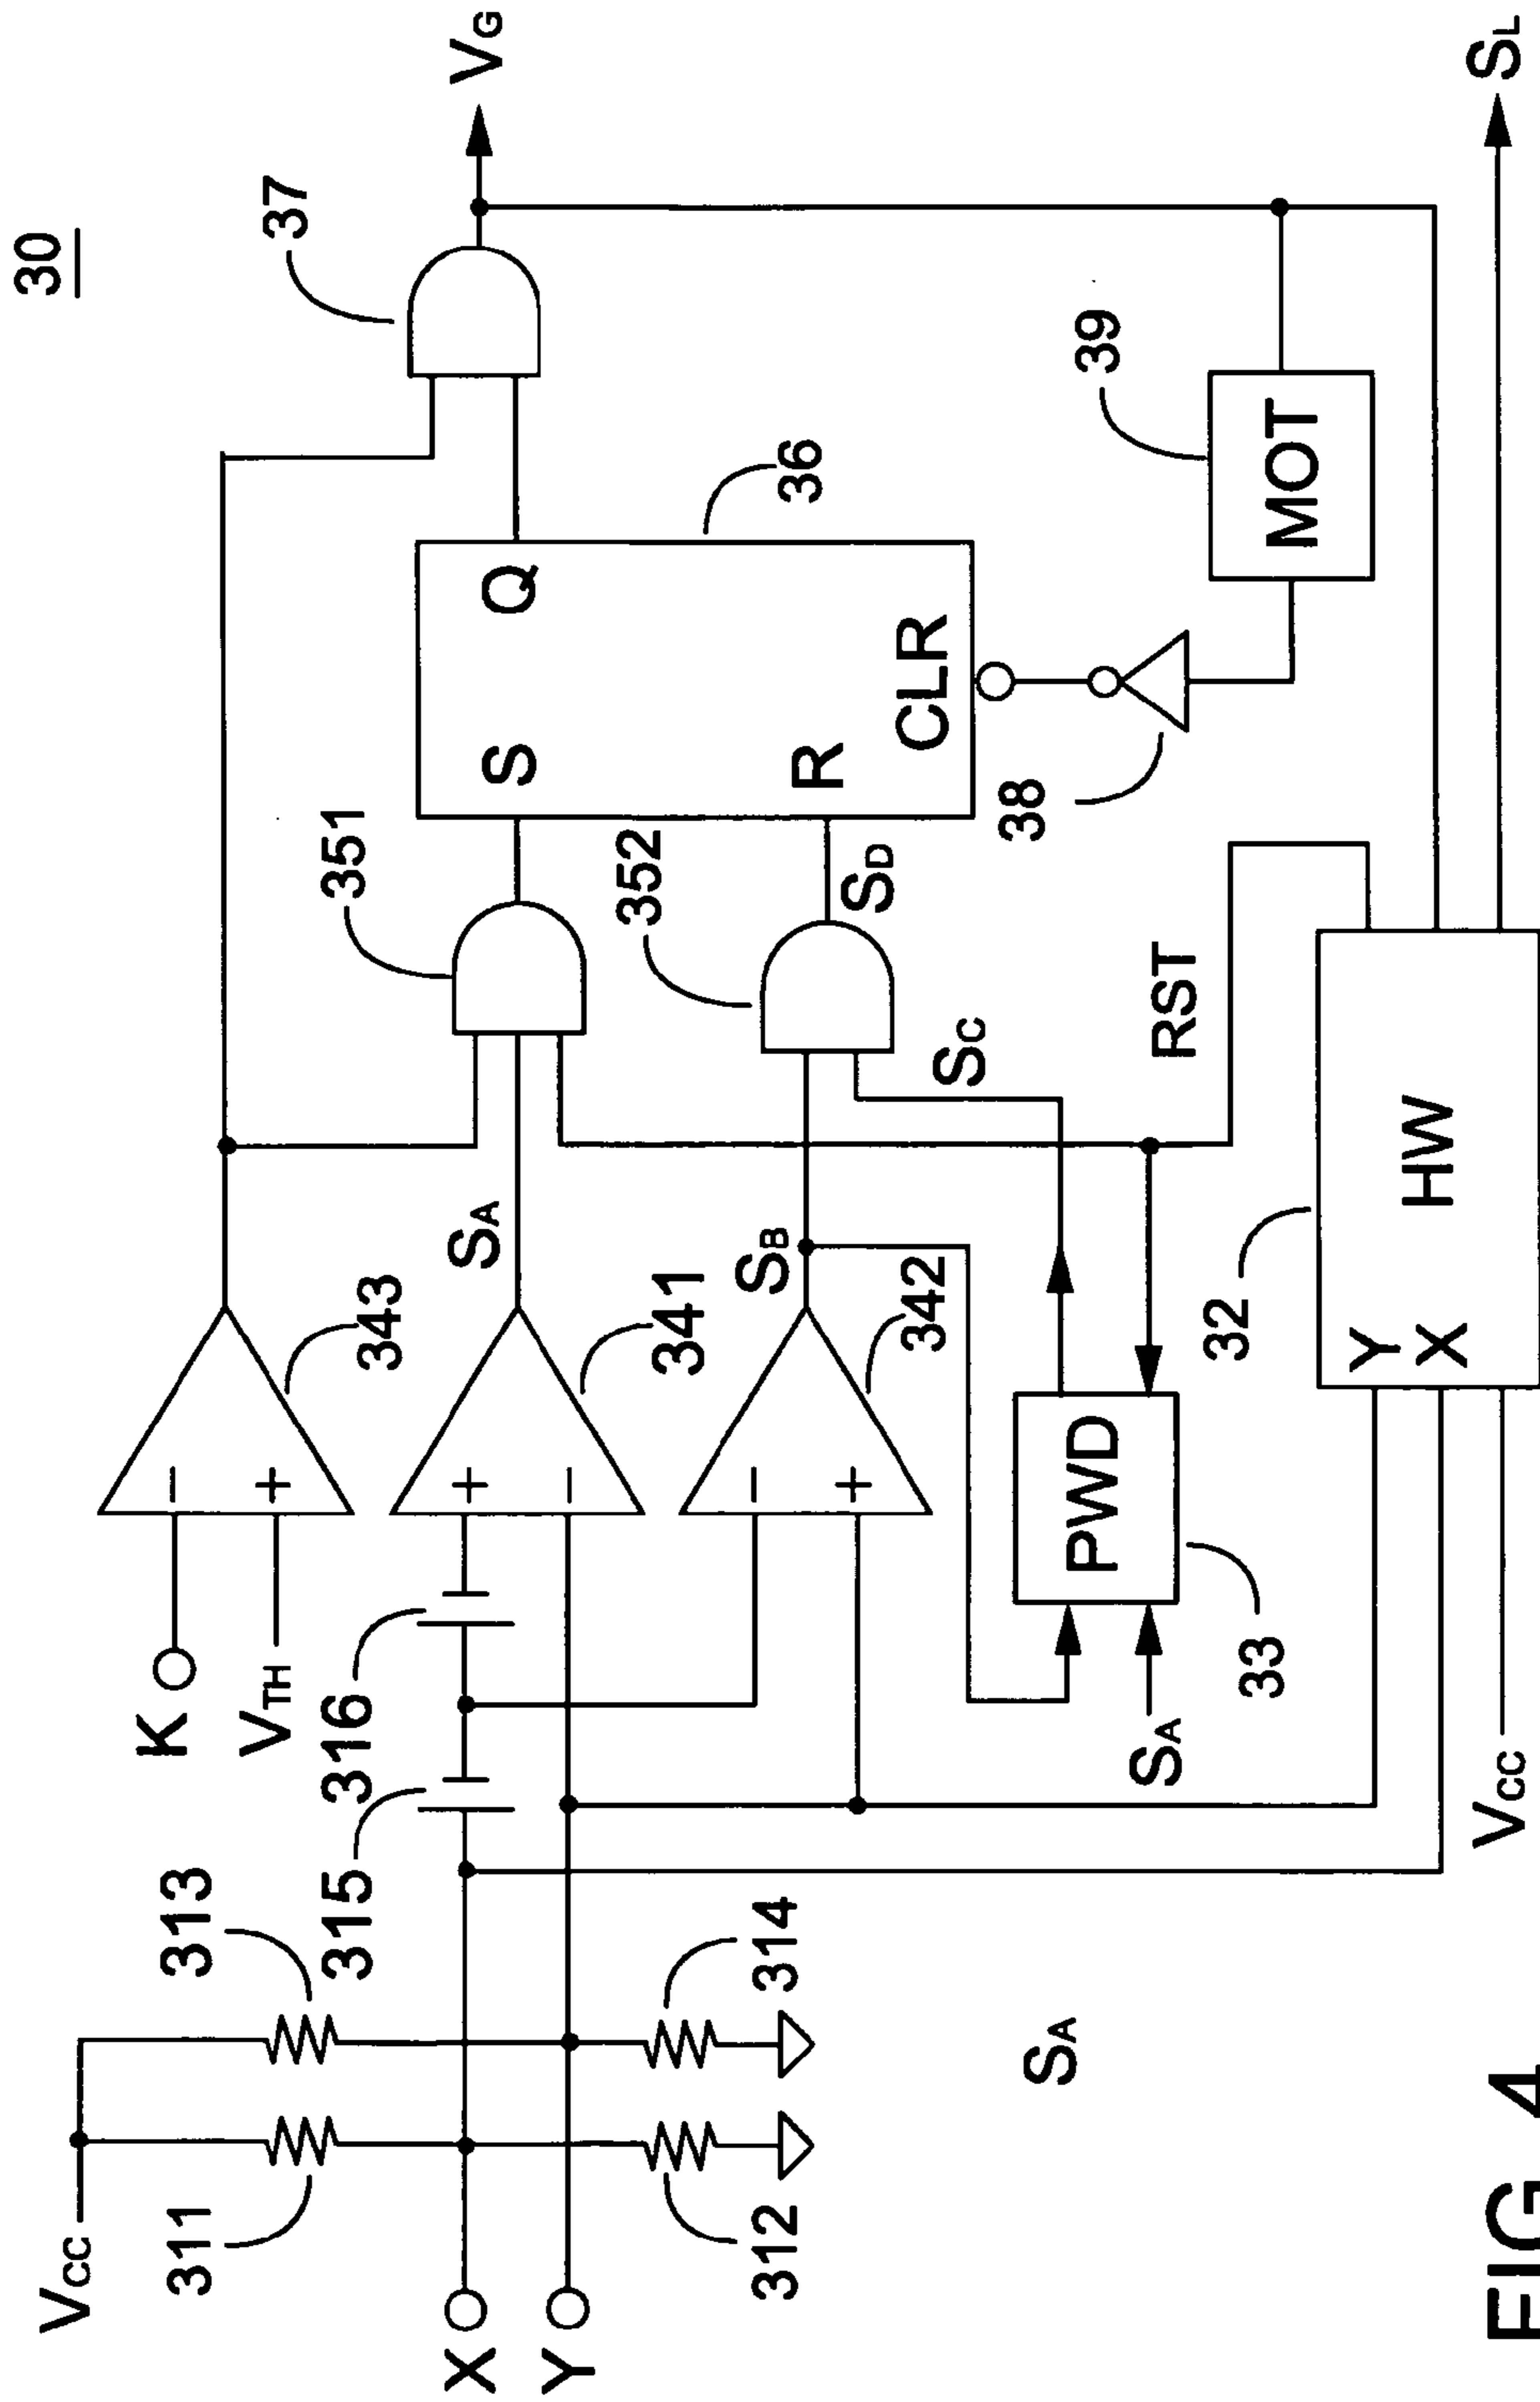 30
VCC
311
313
K
VTH
343
37
VG
X
Y
315
316
−
+
+
−
341
SA
351
S
Q
36
312
314
−
+
342
SB
352
SD
R
CLR
SC
SA
SA
PWD
33
38
MOT
39
RST
32
Y
X
HW
VCC
SL
FIG. 4